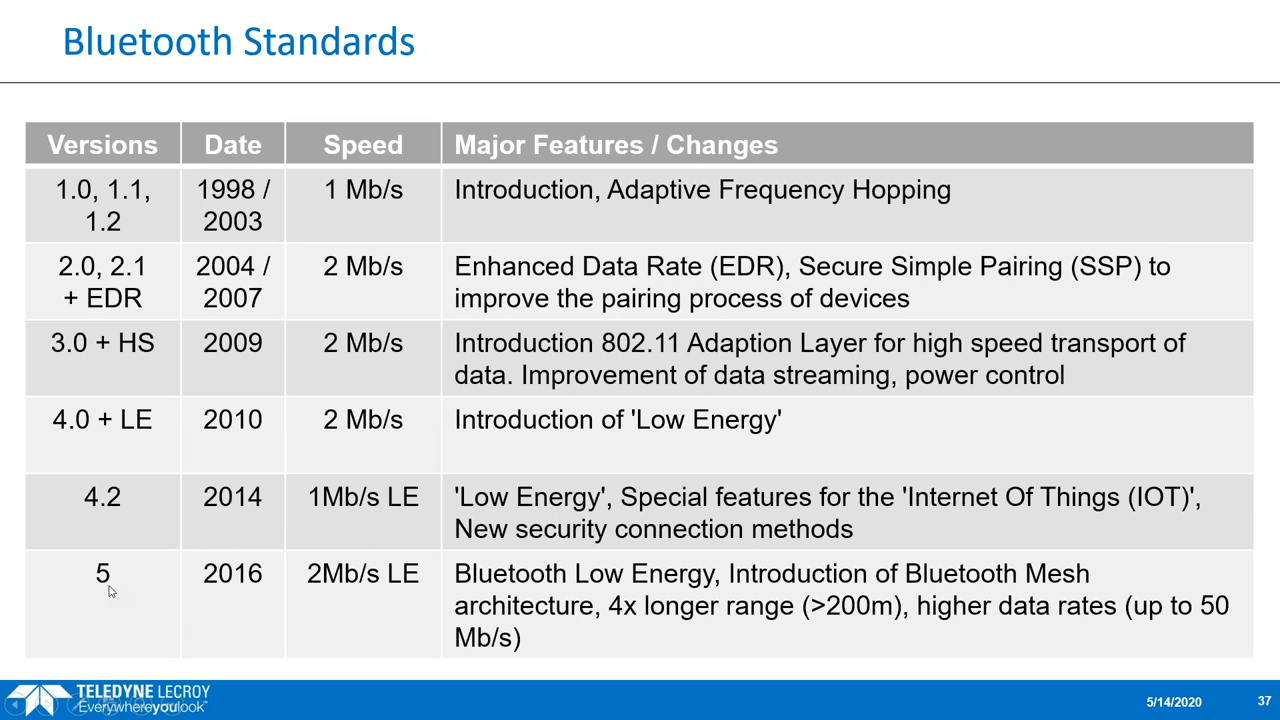 Bluetooth Standards
Versions Date Speed Major Features / Changes
1.0, 1.1, 1998 / 1 Mb/s Introduction, Adaptive Frequency Hopping
1.2 2003
2.0, 2.1 2004 / 2 Mb/s Enhanced Data Rate (EDR), Secure Simple Pairing (SSP) to
+ EDR 2007 improve the pairing process of devices
3.0 + HS 2009 2 Mb/s Introduction 802.11 Adaption Layer for high speed transport of
data. Improvement of data streaming, power control
4.0 + LE 2010 2 Mb/s Introduction of 'Low Energy'
4.2 2014 1Mb/s LE 'Low Energy', Special features for the 'Internet Of Things (IOT)',
New security connection methods
5 2016 2Mb/s LE Bluetooth Low Energy, Introduction of Bluetooth Mesh
architecture, 4x longer range (>200m), higher data rates (up to 50
Mb/s)
TELEDYNE LECROY
Everywhereyoulook™
5/14/2020 37